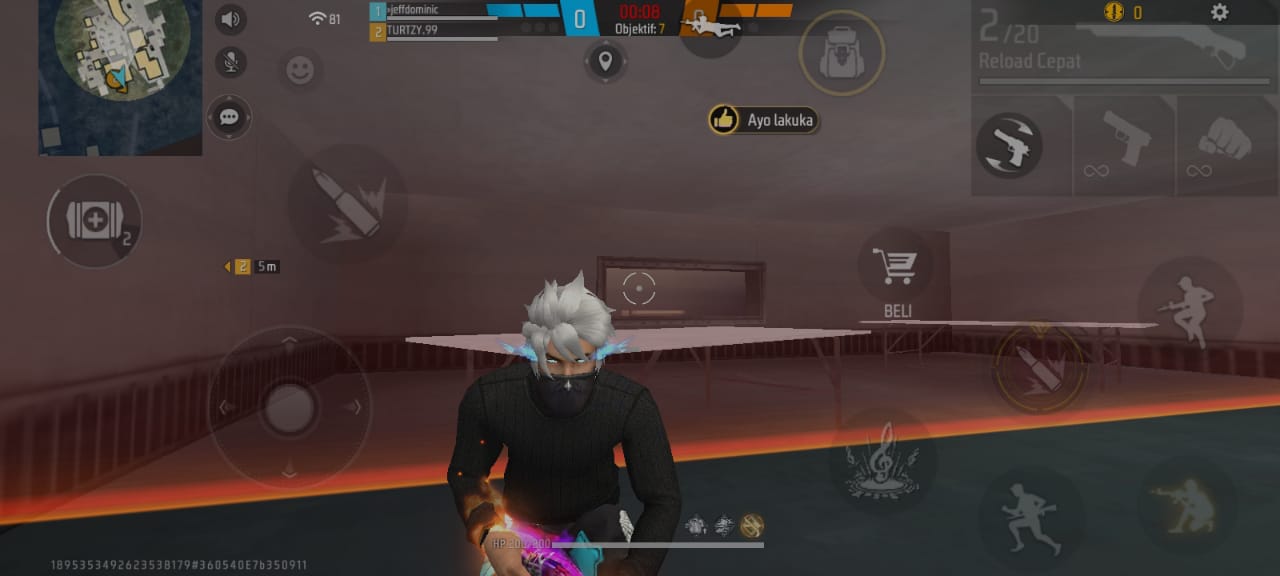 81
1 jeffdominic
2 TURTZY.99
0
00:08
Objektif: 7
0
0
2/20
Reload Cepat
Ayo lakuka
2
2 5m
BELI
HP 200/200
1895353492623538179#360540E7b350911